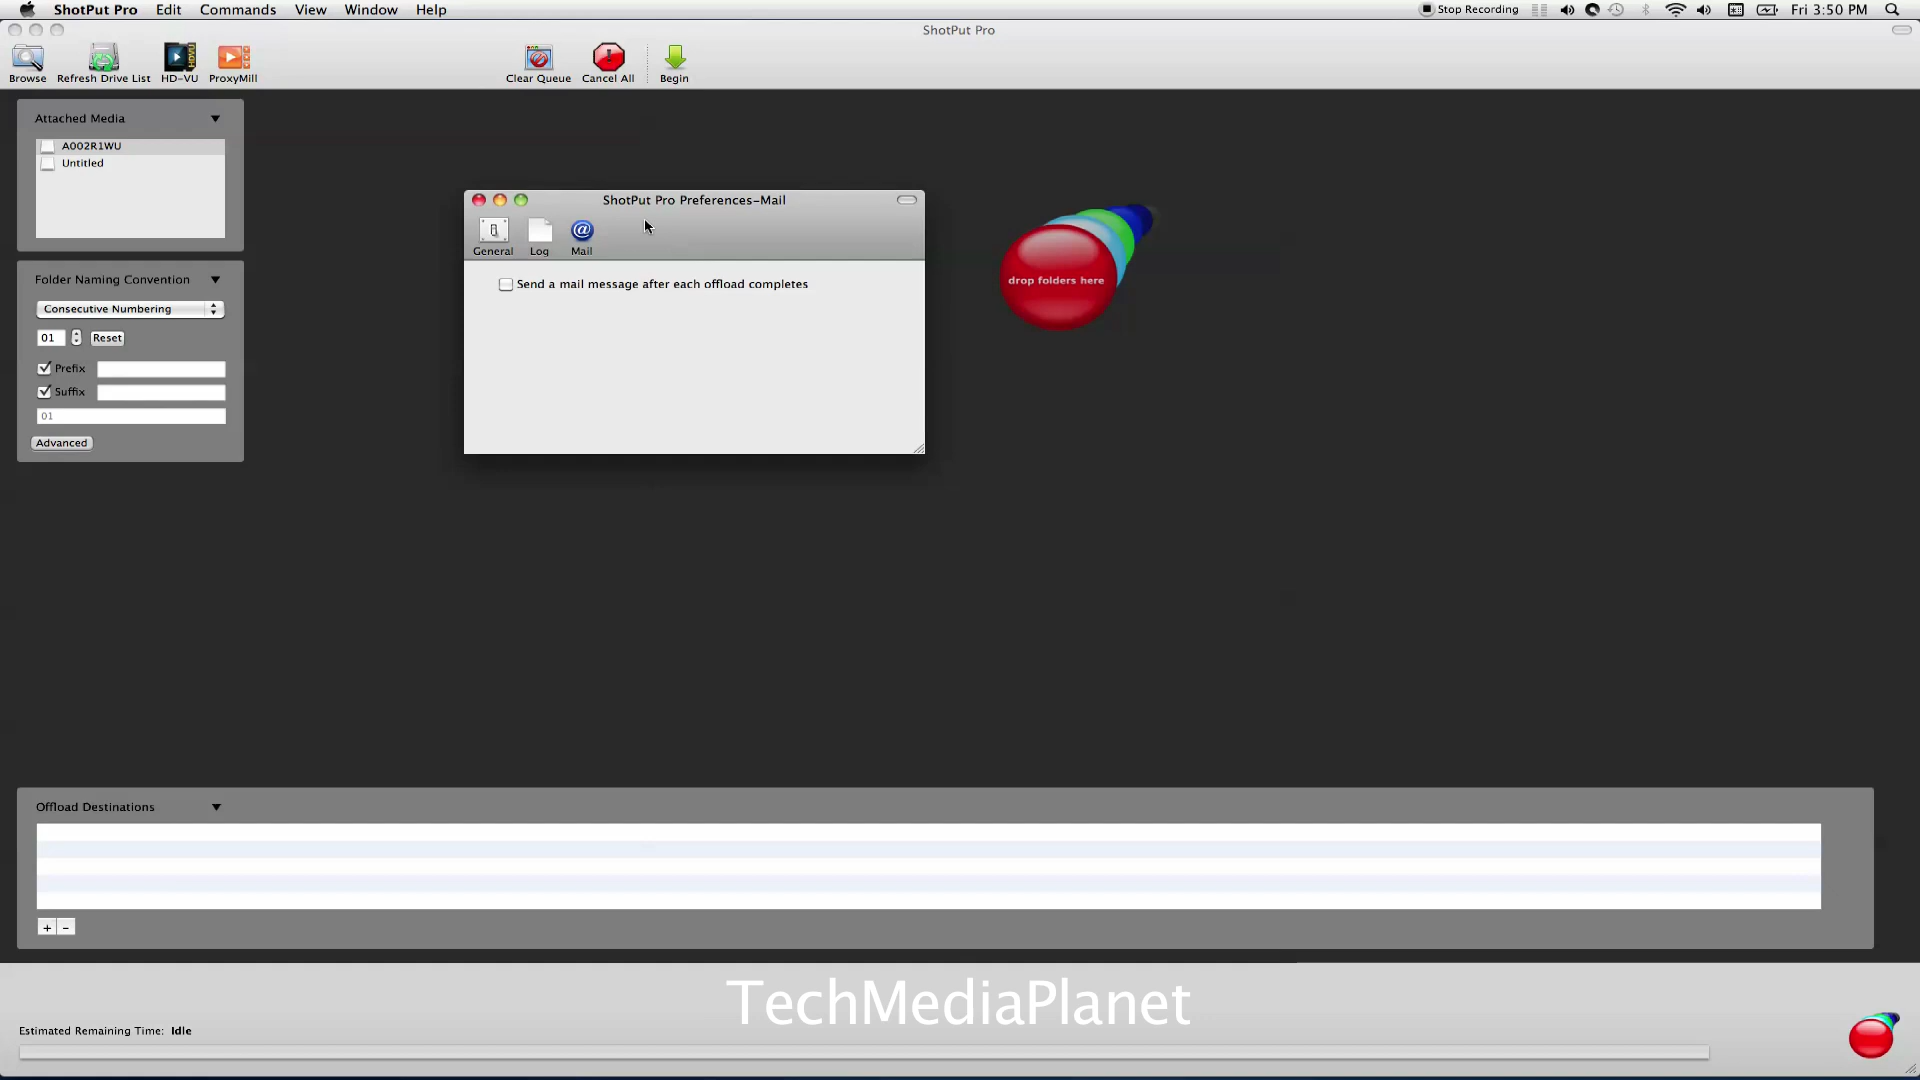 ShotPut Pro Edit Commands View Window Help
Stop Recording Fri 3:50 PM
ShotPut Pro
Browse Refresh Drive List HD-VU ProxyMill Clear Queue Cancel All Begin
Attached Media
A002R1WU
Untitled
Folder Naming Convention
Consecutive Numbering
01 Reset
Prefix
Suffix
01
Advanced
ShotPut Pro Preferences-Mail
General Log Mail
Send a mail message after each offload completes
drop folders here
Offload Destinations
+ -
TechMediaPlanet
Estimated Remaining Time: Idle